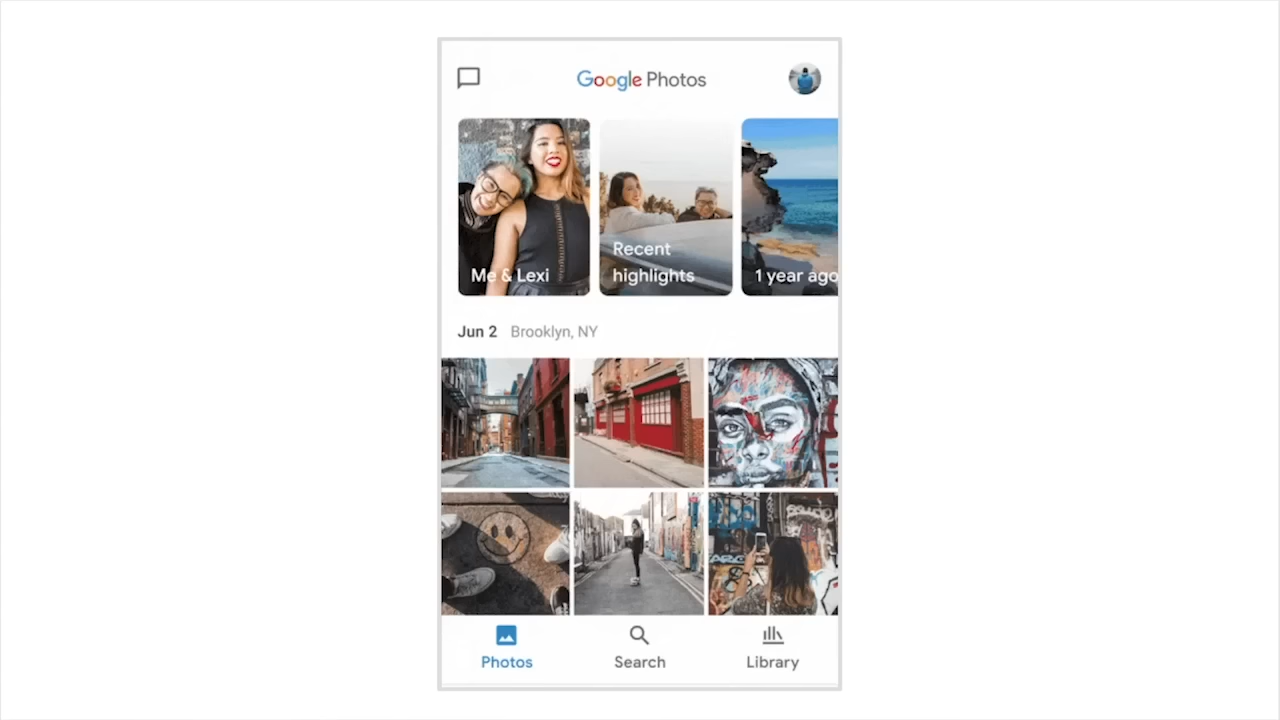 Google Photos
Me & Lexi
Recent
highlights
1 year ago
Jun 2 Brooklyn, NY
Photos
Search
Library